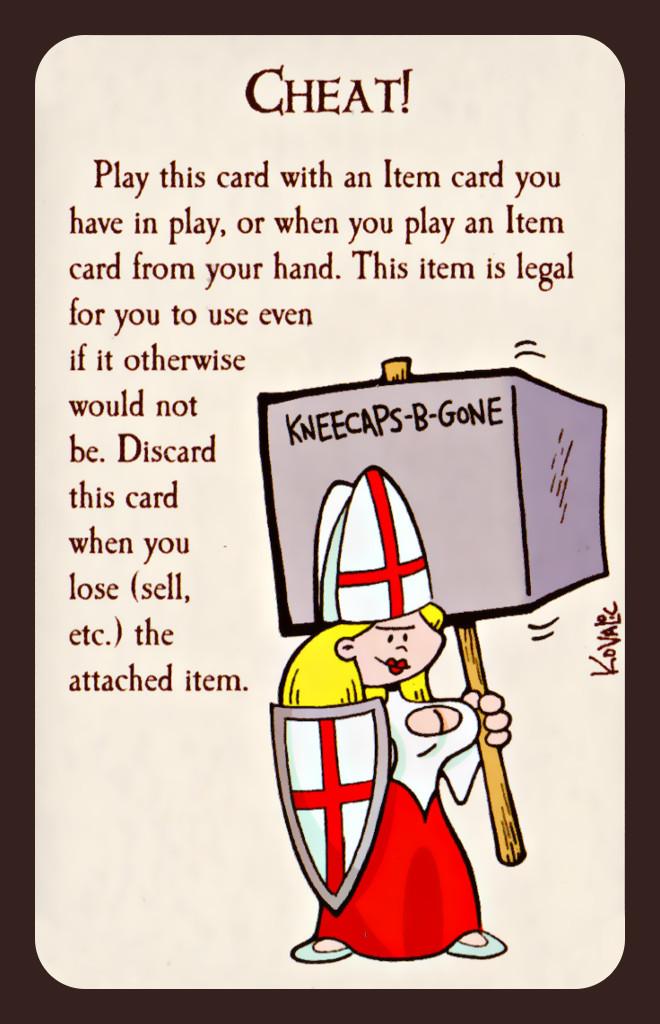 CHEAT!
Play this card with an Item card you
have in play, or when you play an Item
card from your hand. This item is legal
for you to use even
if it otherwise
would not
be. Discard
this card
when you
lose (sell,
etc.) the
attached item.
KNEECAPS-B-GONE
KOVALIC